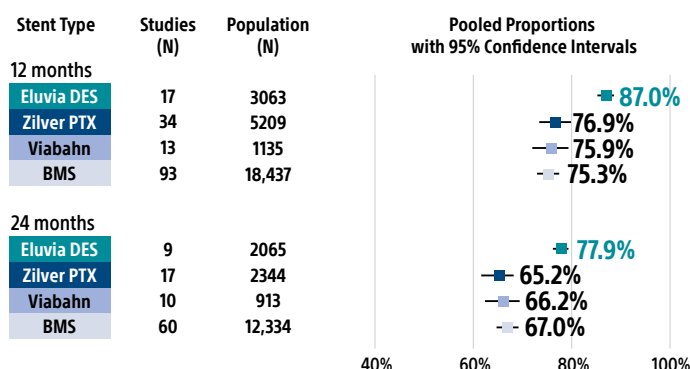 Stent Type Studies (N) Population (N) Pooled Proportions with 95% Confidence Intervals
12 months
Eluvia DES 17 3063 87.0%
Zilver PTX 34 5209 76.9%
Viabahn 13 1135 75.9%
BMS 93 18,437 75.3%
24 months
Eluvia DES 9 2065 77.9%
Zilver PTX 17 2344 65.2%
Viabahn 10 913 66.2%
BMS 60 12,334 67.0%
40% 60% 80% 100%